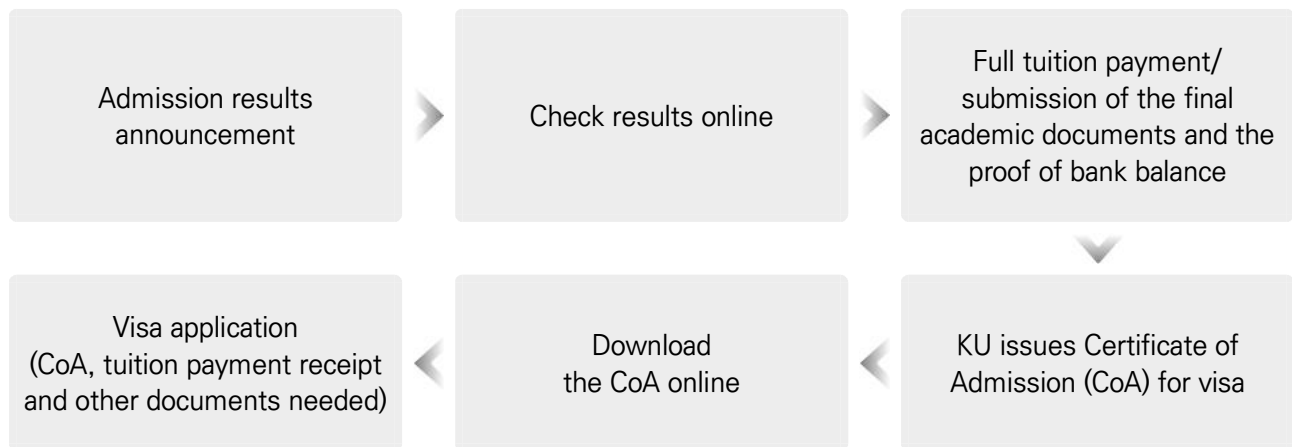 Admission results
announcement
Check results online
Full tuition payment/
submission of the final
academic documents and the
proof of bank balance
KU issues Certificate of
Admission (CoA) for visa
Download
the CoA online
Visa application
(CoA, tuition payment receipt
and other documents needed)